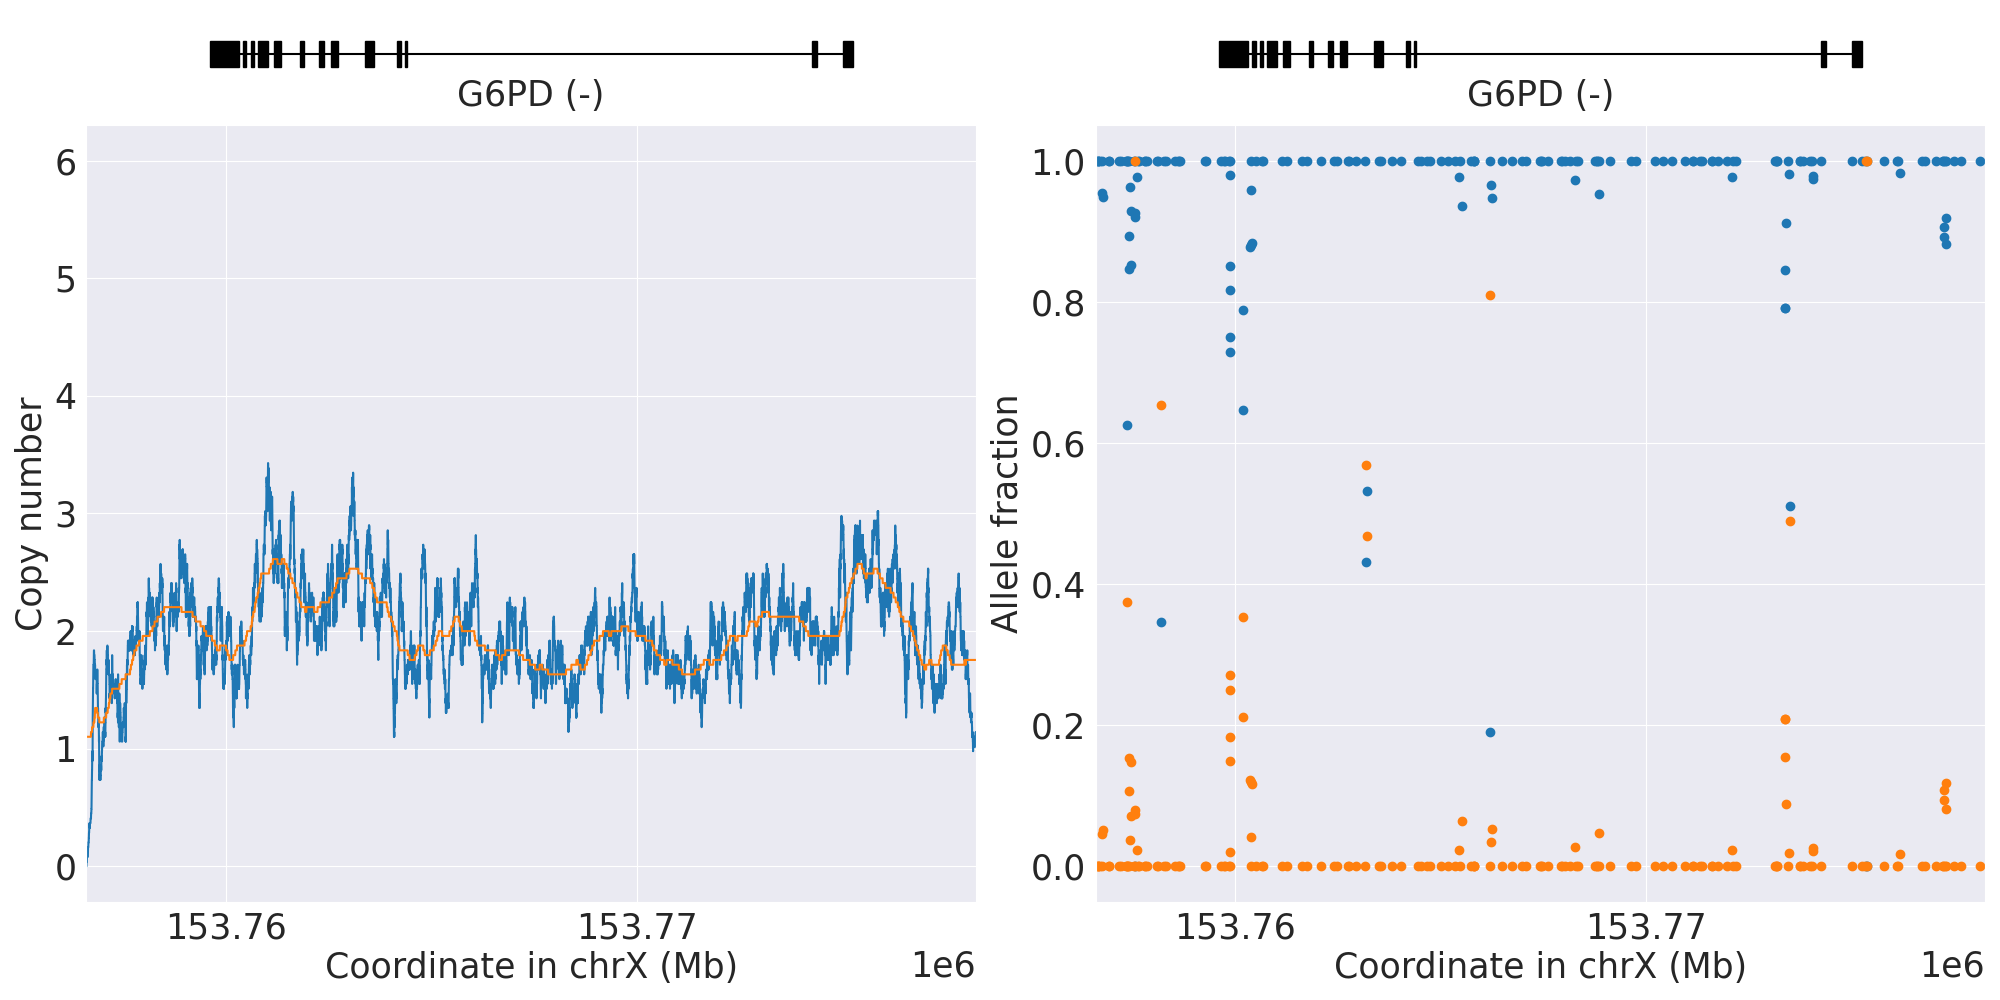 G6PD (-)
G6PD (-)
6
5
4
3
2
1
0
Copy number
153.76
153.77
Coordinate in chrX (Mb)
1e6
1.0
0.8
0.6
0.4
0.2
0.0
Allele fraction
153.76
153.77
Coordinate in chrX (Mb)
1e6